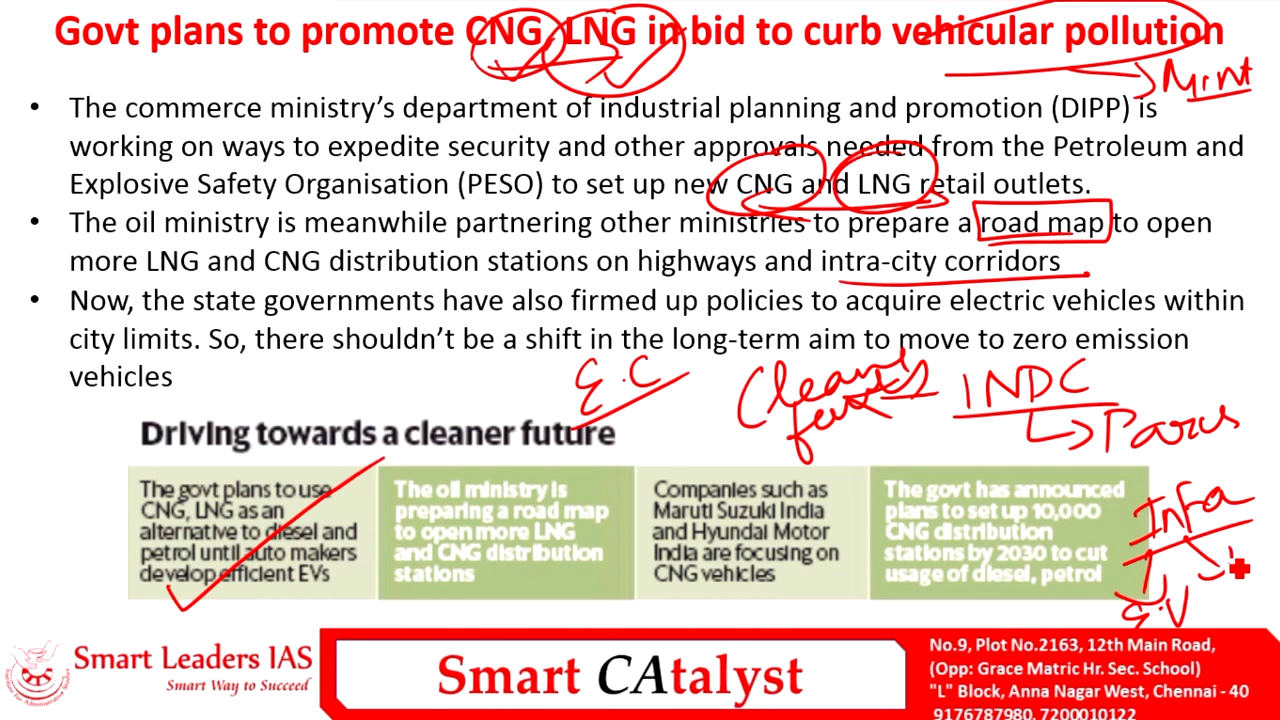 Govt plans to promote CNG, LNG in bid to curb vehicular pollution
Mint
• The commerce ministry's department of industrial planning and promotion (DIPP) is
working on ways to expedite security and other approvals needed from the Petroleum and
Explosive Safety Organisation (PESO) to set up new CNG and LNG retail outlets.
• The oil ministry is meanwhile partnering other ministries to prepare a road map to open
more LNG and CNG distribution stations on highways and intra-city corridors
• Now, the state governments have also firmed up policies to acquire electric vehicles within
city limits. So, there shouldn't be a shift in the long-term aim to move to zero emission
vehicles
E.C
INDC
Paris
Driving towards a cleaner future
The govt plans to use
CNG, LNG as an
alternative to diesel and
petrol until auto makers
develop efficient EVs
The oil ministry is
preparing a road map
to open more LNG
and CNG distribution
stations
Companies such as
Maruti Suzuki India
and Hyundai Motor
India are focusing on
CNG vehicles
The govt has announced
plans to set up 10,000
CNG distribution
stations by 2030 to cut
usage of diesel, petrol
Infra
E.V
Smart Leaders IAS
Smart Way to Succeed
Smart CAtalyst
No.9, Plot No.2163, 12th Main Road,
(Opp: Grace Matric Hr. Sec. School)
"L" Block, Anna Nagar West, Chennai - 40
9176787980, 7200010122